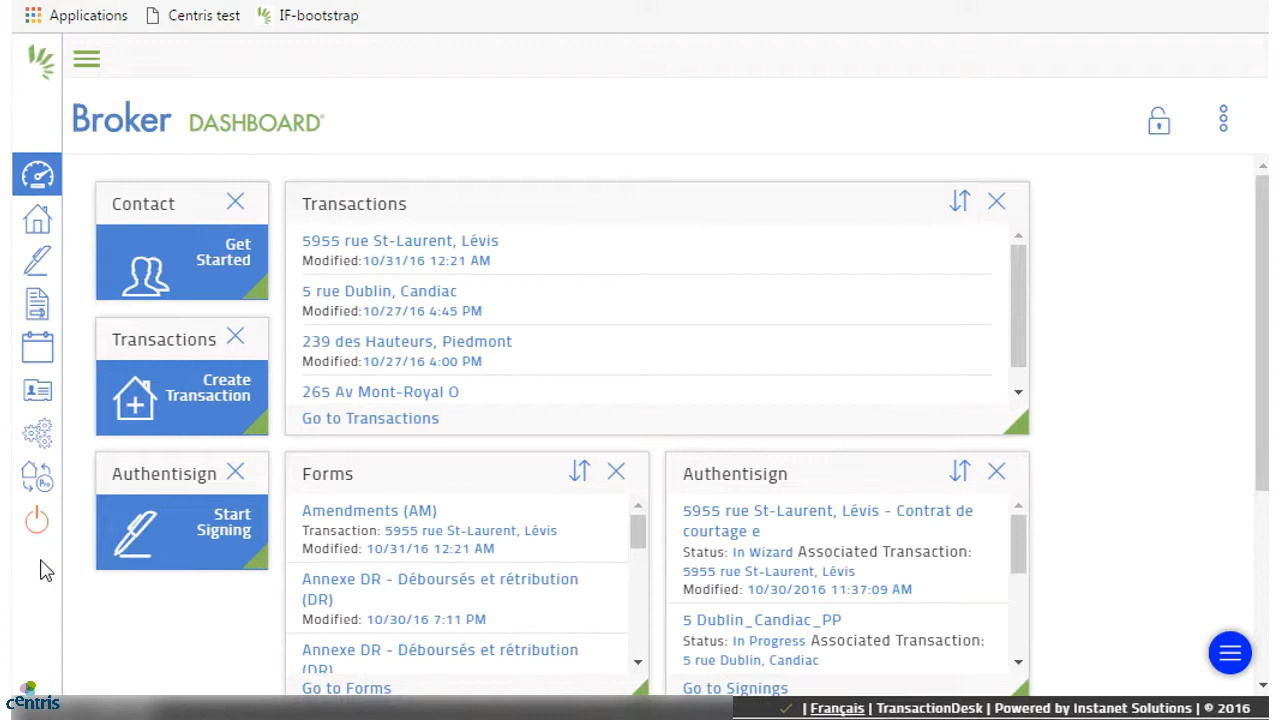 Applications Centris test IF-bootstrap
Broker DASHBOARD®
Contact
Get
Started
Transactions
5955 rue St-Laurent, Lévis
Modified:10/31/16 12:21 AM
5 rue Dublin, Candiac
Modified:10/27/16 4:45 PM
239 des Hauteurs, Piedmont
Modified:10/27/16 4:00 PM
265 Av Mont-Royal O
Go to Transactions
Transactions
Create
Transaction
Authentisign
Start
Signing
Forms
Amendments (AM)
Transaction: 5955 rue St-Laurent, Lévis
Modified: 10/31/16 12:21 AM
Annexe DR - Déboursés et rétribution
(DR)
Modified: 10/30/16 7:11 PM
Annexe DR - Déboursés et rétribution
(DR)
Go to Forms
Authentisign
5955 rue St-Laurent, Lévis - Contrat de
courtage e
Status: In Wizard Associated Transaction:
5955 rue St-Laurent, Lévis
Modified: 10/30/2016 11:37:09 AM
5 Dublin_Candiac_PP
Status: In Progress Associated Transaction:
5 rue Dublin, Candiac
Go to Signings
Pro
centris
| Français | TransactionDesk | Powered by Instanet Solutions | © 2016